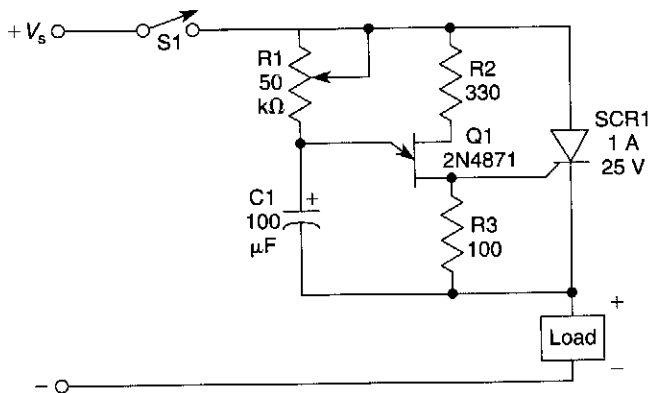 + Vs
S1
R1
50
kΩ
R2
330
Q1
2N4871
SCR1
1 A
25 V
C1
100
μF
+
R3
100
+
Load
−
−